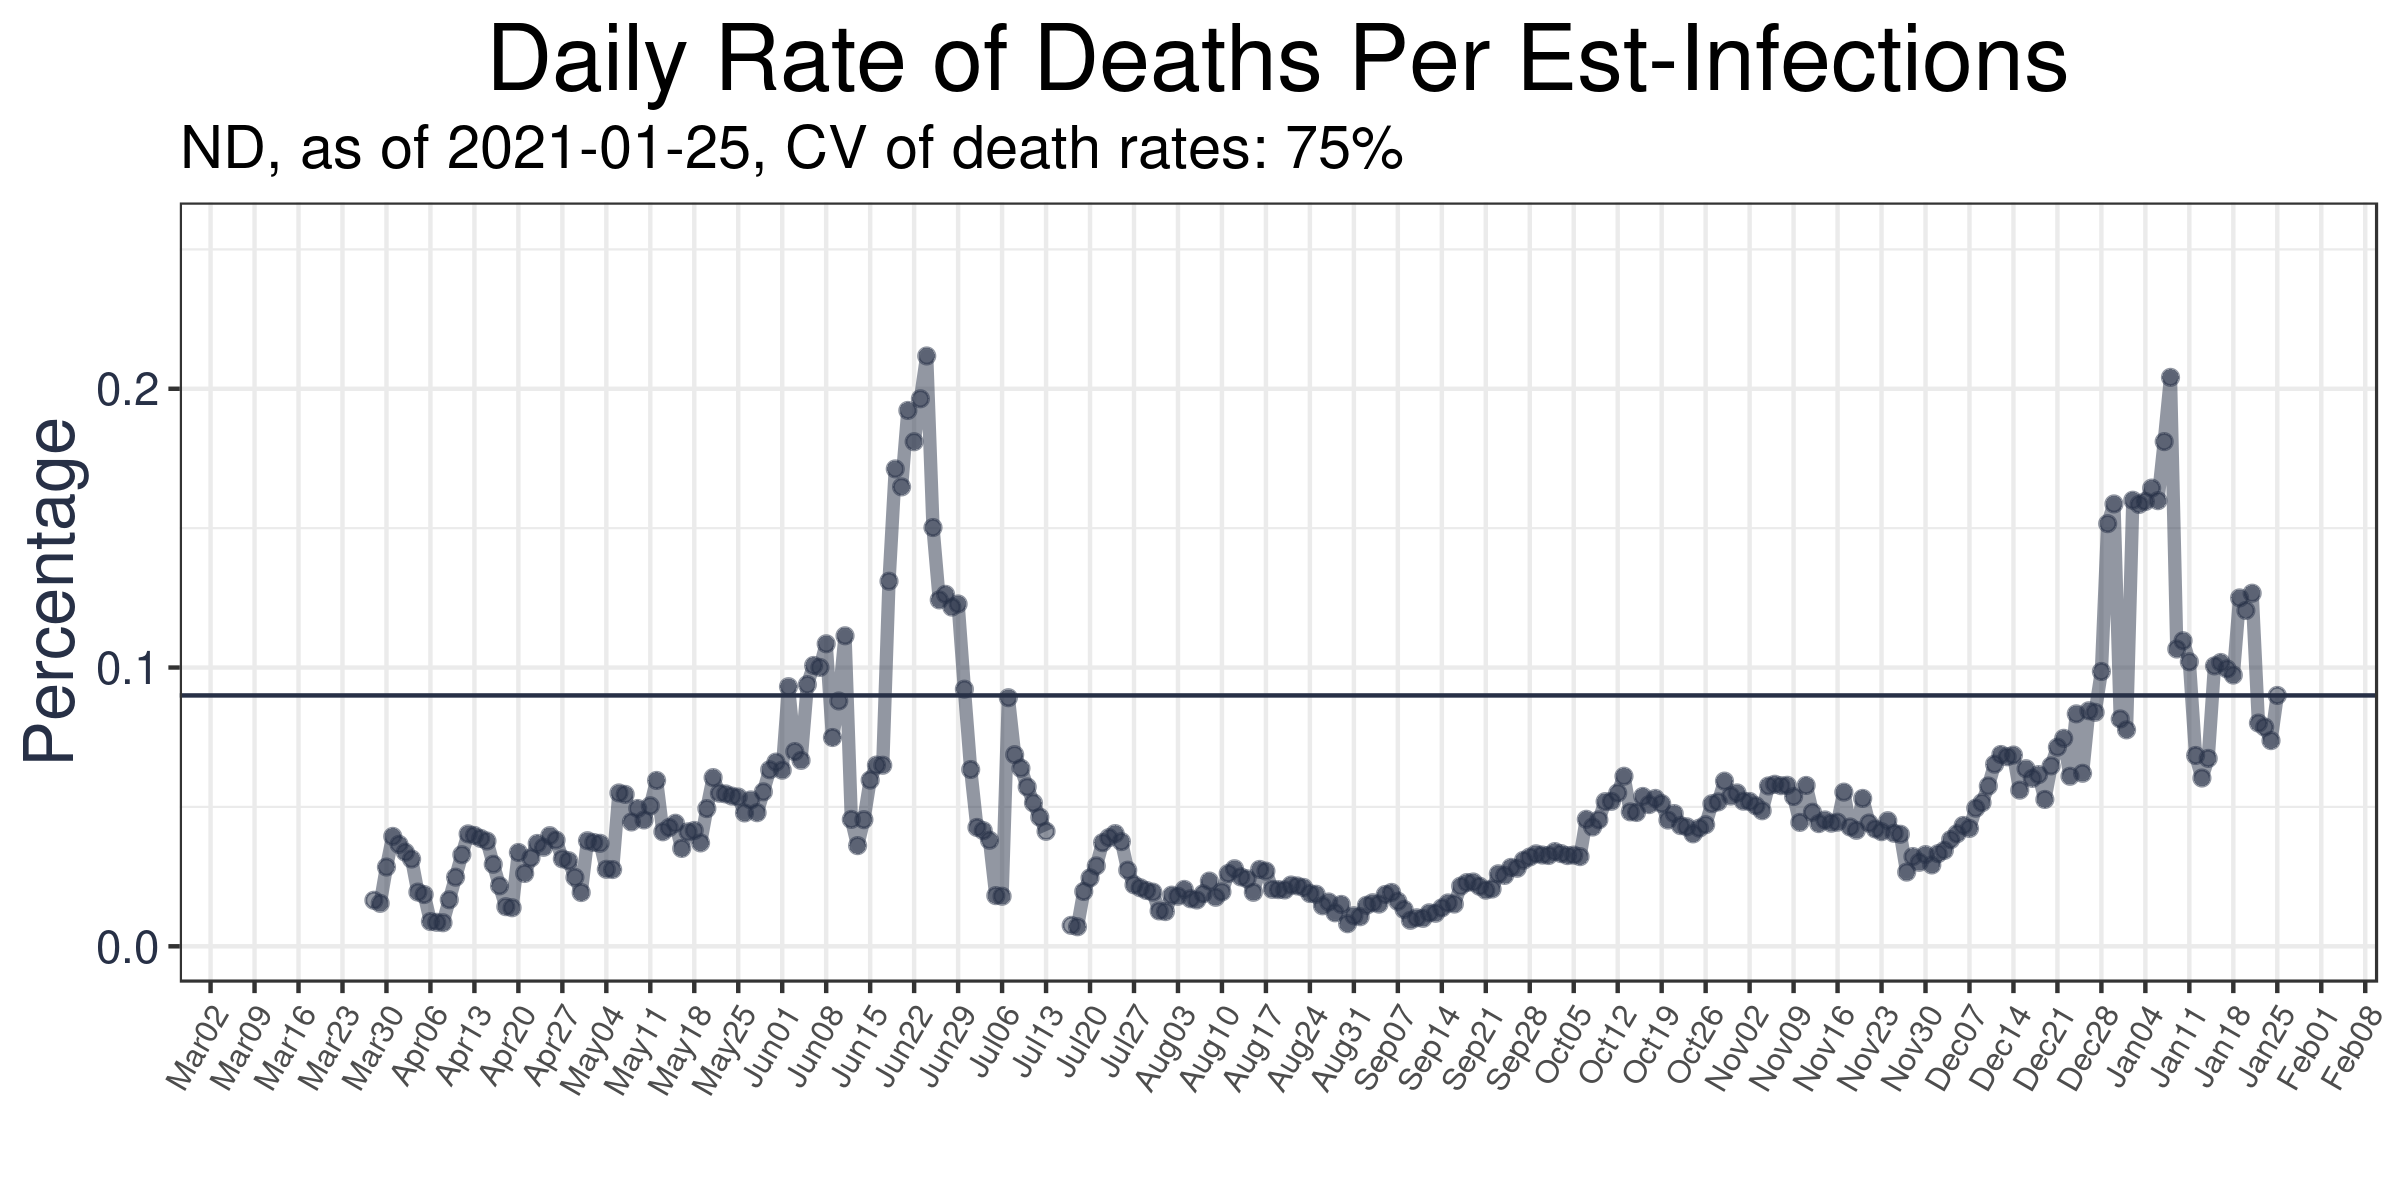 Daily Rate of Deaths Per Est-Infections
ND, as of 2021-01-25, CV of death rates: 75%
Percentage
0.2
0.1
0.0
Mar02
Mar09
Mar16
Mar23
Mar30
Apr06
Apr13
Apr20
Apr27
May04
May11
May18
May25
Jun01
Jun08
Jun15
Jun22
Jun29
Jul06
Jul13
Jul20
Jul27
Aug03
Aug10
Aug17
Aug24
Aug31
Sep07
Sep14
Sep21
Sep28
Oct05
Oct12
Oct19
Oct26
Nov02
Nov09
Nov16
Nov23
Nov30
Dec07
Dec14
Dec21
Dec28
Jan04
Jan11
Jan18
Jan25
Feb01
Feb08